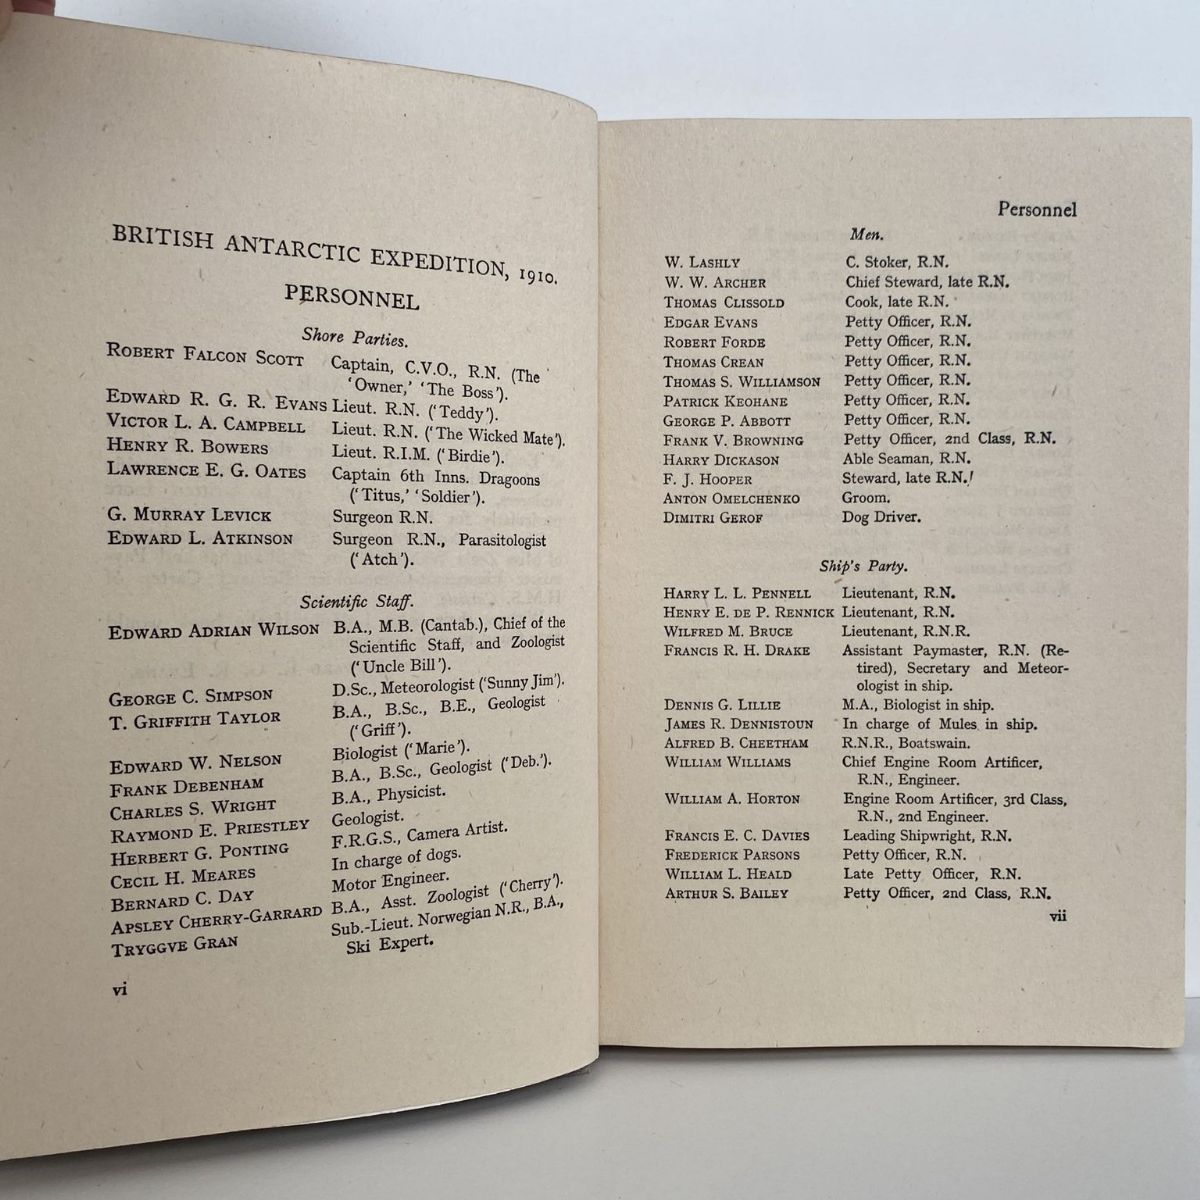 BRITISH ANTARCTIC EXPEDITION, 1910.
PERSONNEL
Shore Parties.
ROBERT FALCON SCOTT Captain, C.V.O., R.N. (The
'Owner,' 'The Boss').
EDWARD R. G. R. EVANS Lieut. R.N. ('Teddy').
VICTOR L. A. CAMPBELL Lieut. R.N. ('The Wicked Mate').
HENRY R. BOWERS Lieut. R.I.M. ('Birdie').
LAWRENCE E. G. OATES Captain 6th Inns. Dragoons
('Titus,' 'Soldier').
G. MURRAY LEVICK Surgeon R.N.
EDWARD L. ATKINSON Surgeon R.N., Parasitologist
('Atch').
Scientific Staff.
EDWARD ADRIAN WILSON B.A., M.B. (Cantab.), Chief of the
Scientific Staff, and Zoologist
('Uncle Bill').
GEORGE C. SIMPSON D.Sc., Meteorologist ('Sunny Jim').
T. GRIFFITH TAYLOR B.A., B.Sc., B.E., Geologist
('Griff').
EDWARD W. NELSON Biologist ('Marie').
FRANK DEBENHAM B.A., B.Sc., Geologist ('Deb.').
CHARLES S. WRIGHT B.A., Physicist.
RAYMOND E. PRIESTLEY Geologist.
HERBERT G. PONTING F.R.G.S., Camera Artist.
CECIL H. MEARES In charge of dogs.
BERNARD C. DAY Motor Engineer.
APSLEY CHERRY-GARRARD B.A., Asst. Zoologist ('Cherry').
TRYGGVE GRAN Sub.-Lieut. Norwegian N.R., B.A.,
Ski Expert.
vi
Personnel
Men.
W. LASHLY C. Stoker, R.N.
W. W. ARCHER Chief Steward, late R.N.
THOMAS CLISSOLD Cook, late R.N.
EDGAR EVANS Petty Officer, R.N.
ROBERT FORDE Petty Officer, R.N.
THOMAS CREAN Petty Officer, R.N.
THOMAS S. WILLIAMSON Petty Officer, R.N.
PATRICK KEOHANE Petty Officer, R.N.
GEORGE P. ABBOTT Petty Officer, R.N.
FRANK V. BROWNING Petty Officer, 2nd Class, R.N.
HARRY DICKASON Able Seaman, R.N.
F. J. HOOPER Steward, late R.N.
ANTON OMELCHENKO Groom.
DIMITRI GEROF Dog Driver.
Ship's Party.
HARRY L. L. PENNELL Lieutenant, R.N.
HENRY E. DE P. RENNICK Lieutenant, R.N.
WILFRED M. BRUCE Lieutenant, R.N.R.
FRANCIS R. H. DRAKE Assistant Paymaster, R.N. (Re-
tired), Secretary and Meteor-
ologist in ship.
DENNIS G. LILLIE M.A., Biologist in ship.
JAMES R. DENNISTOUN In charge of Mules in ship.
ALFRED B. CHEETHAM R.N.R., Boatswain.
WILLIAM WILLIAMS Chief Engine Room Artificer,
R.N., Engineer.
WILLIAM A. HORTON Engine Room Artificer, 3rd Class,
R.N., 2nd Engineer.
FRANCIS E. C. DAVIES Leading Shipwright, R.N.
FREDERICK PARSONS Petty Officer, R.N.
WILLIAM L. HEALD Late Petty Officer, R.N.
ARTHUR S. BAILEY Petty Officer, 2nd Class, R.N.
vii